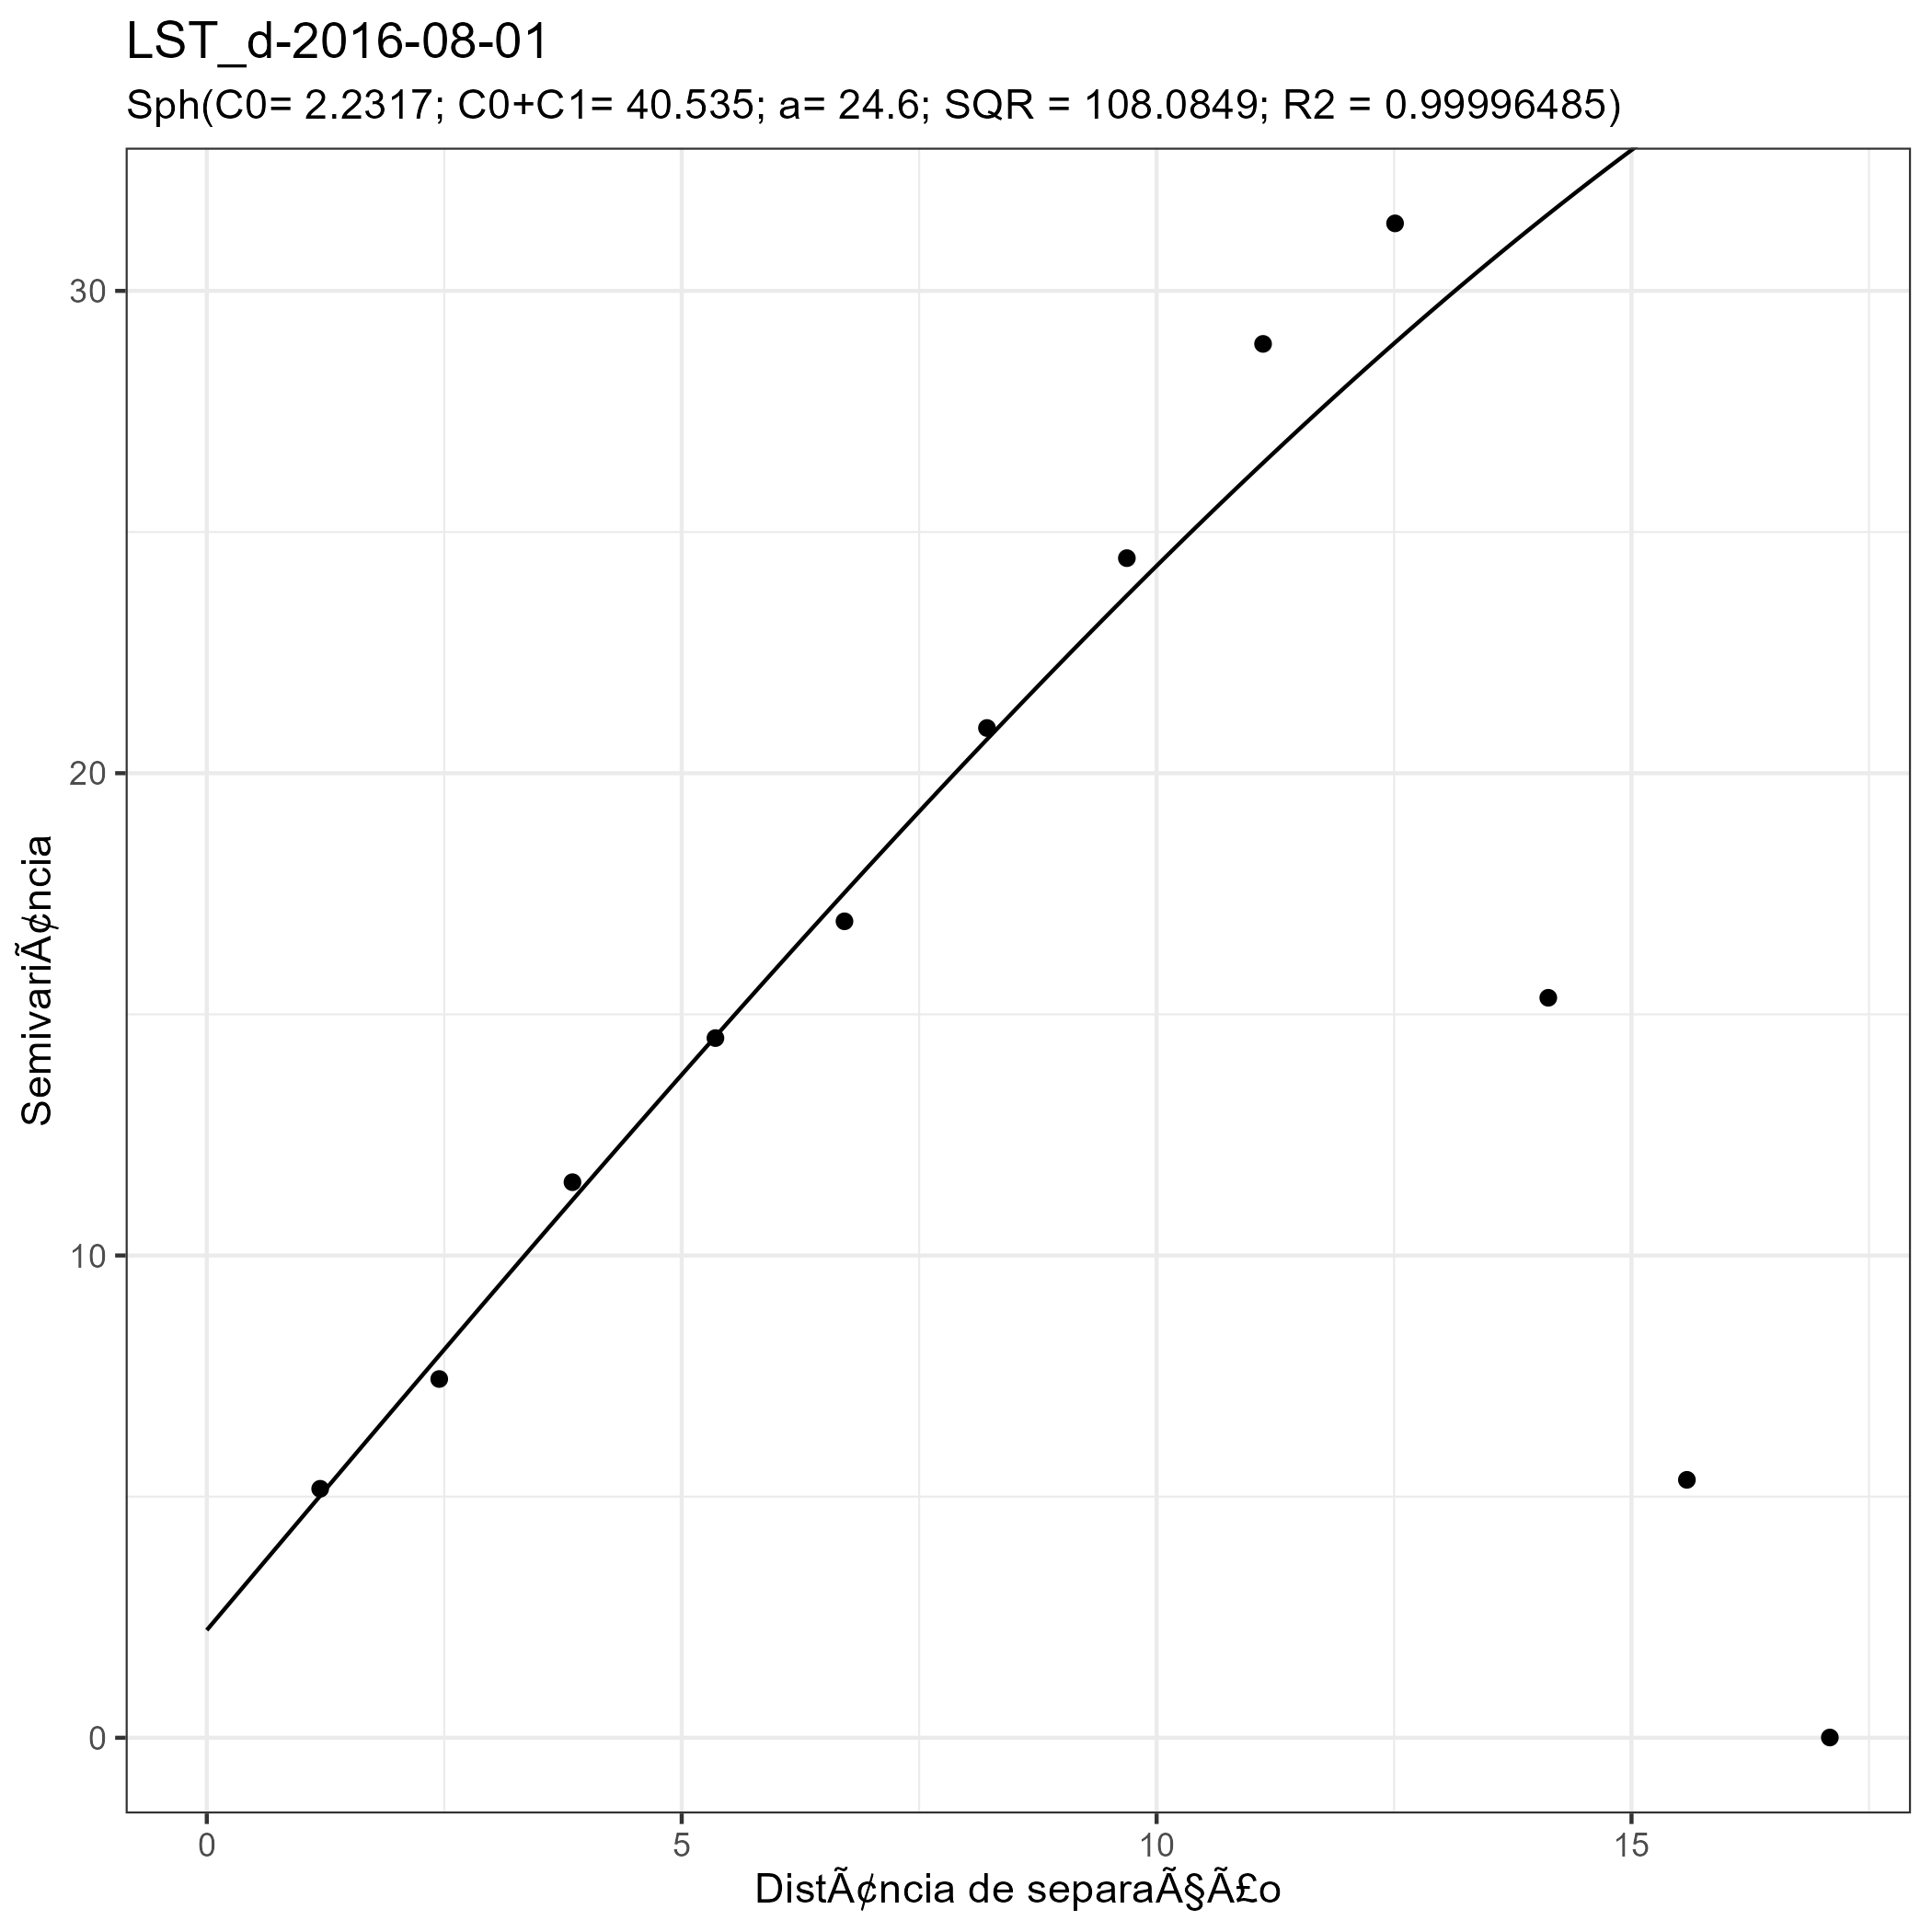 LST_d-2016-08-01
Sph(C0= 2.2317; C0+C1= 40.535; a= 24.6; SQR = 108.0849; R2 = 0.99996485)
SemivariÃ¢ncia
30
20
10
0
0 5 10 15
DistÃ¢ncia de separaÃ§Ã£o